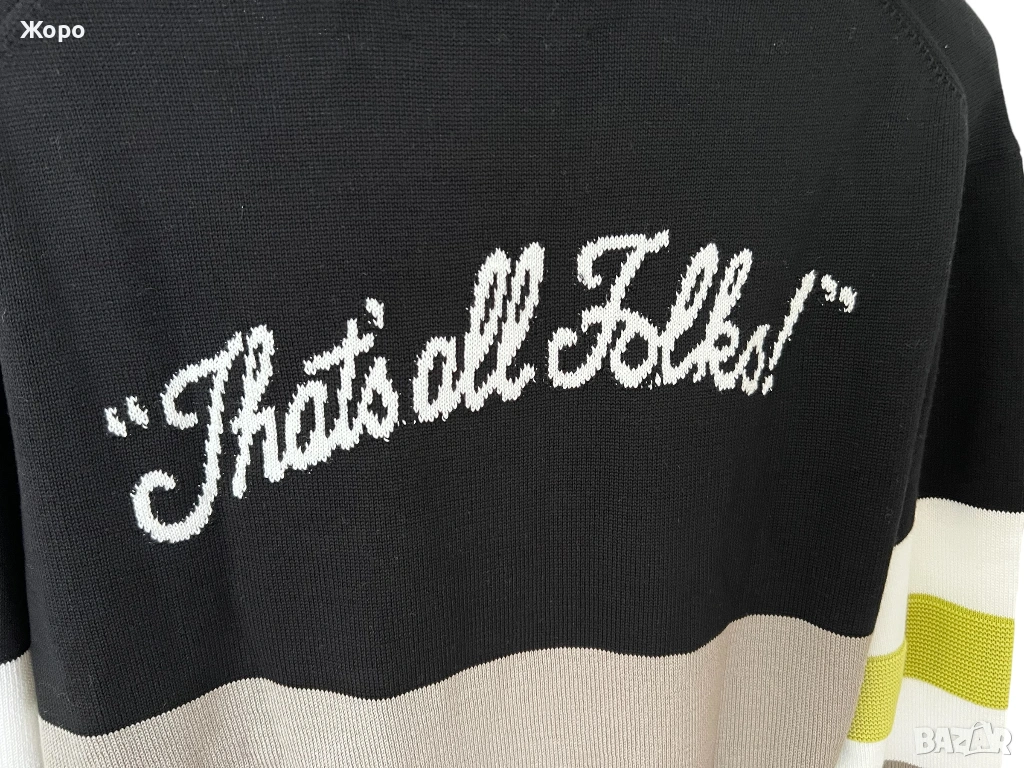 Жоро
“That's all Folks!”
BAZAR